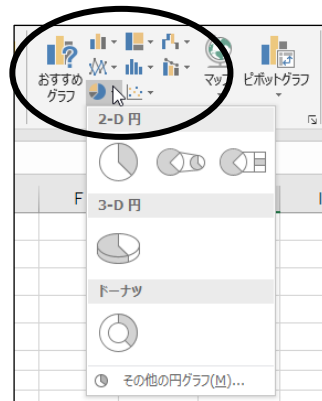 おすすめ
グラフ
マップ
ピボットグラフ
2-D 円
F
I
3-D 円
ドーナツ
その他の円グラフ(M)...